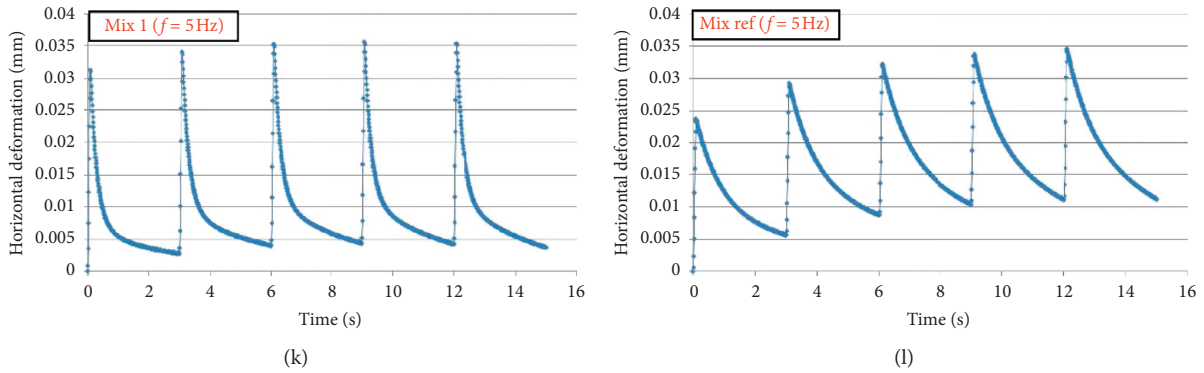 Mix 1 (f = 5 Hz)
Horizontal deformation (mm)
0.04
0.035
0.03
0.025
0.02
0.015
0.01
0.005
0
0 2 4 6 8 10 12 14 16
Time (s)
(k)
Mix ref (f = 5 Hz)
Horizontal deformation (mm)
0.04
0.035
0.03
0.025
0.02
0.015
0.01
0.005
0
0 2 4 6 8 10 12 14 16
Time (s)
(l)